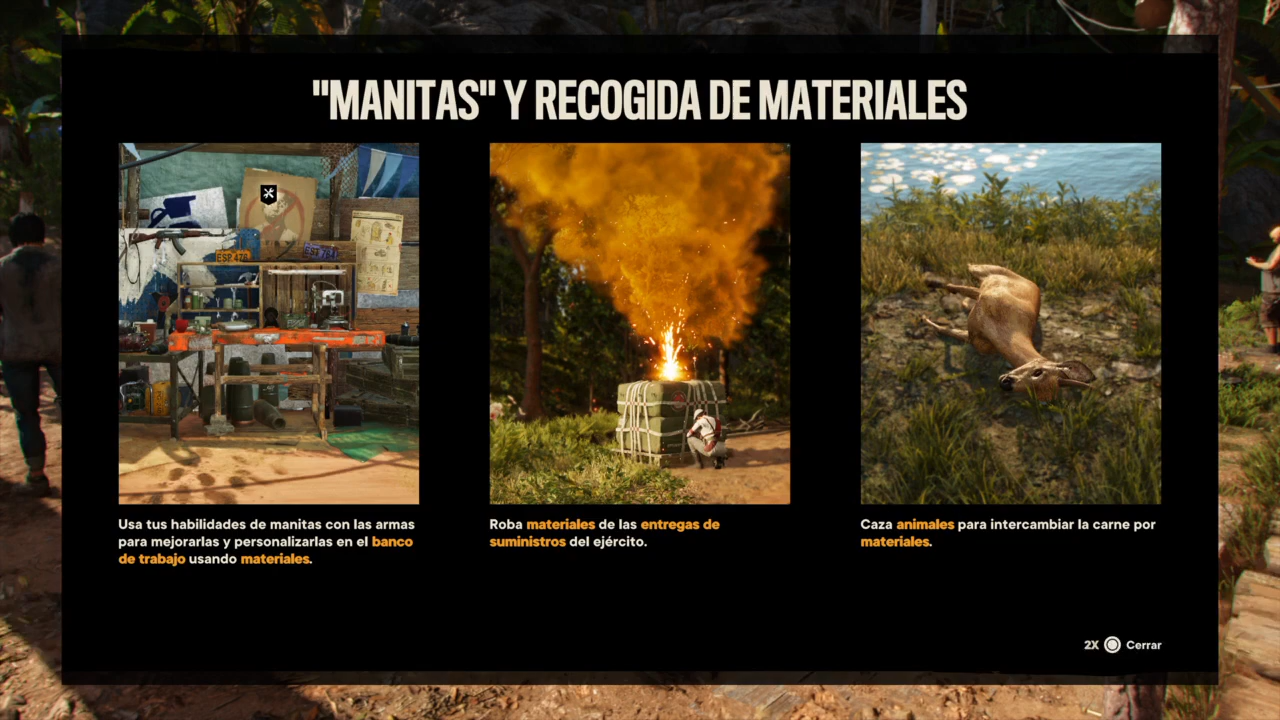 "MANITAS" Y RECOGIDA DE MATERIALES
ESP 476
Usa tus habilidades de manitas con las armas
para mejorarlas y personalizarlas en el banco
de trabajo usando materiales.
Roba materiales de las entregas de
suministros del ejército.
Caza animales para intercambiar la carne por
materiales.
2X Cerrar